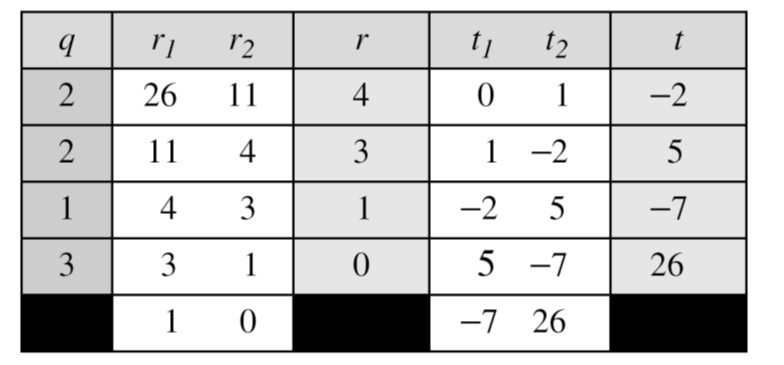 q r1 r2 r t1 t2 t
2 26 11 4 0 1 −2
2 11 4 3 1 −2 5
1 4 3 1 −2 5 −7
3 3 1 0 5 −7 26
1 0 −7 26